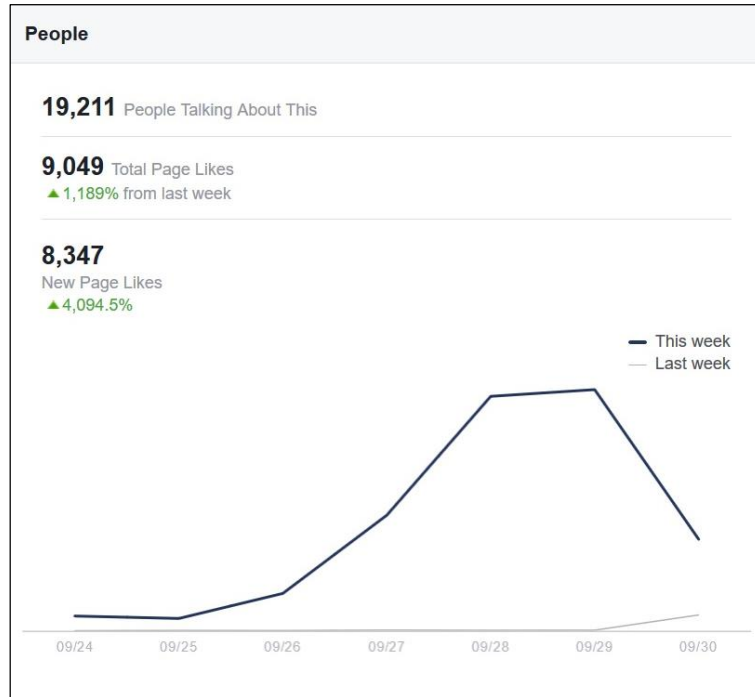 People
19,211 People Talking About This
9,049 Total Page Likes
▲1,189% from last week
8,347
New Page Likes
▲4,094.5%
This week
Last week
09/24 09/25 09/26 09/27 09/28 09/29 09/30